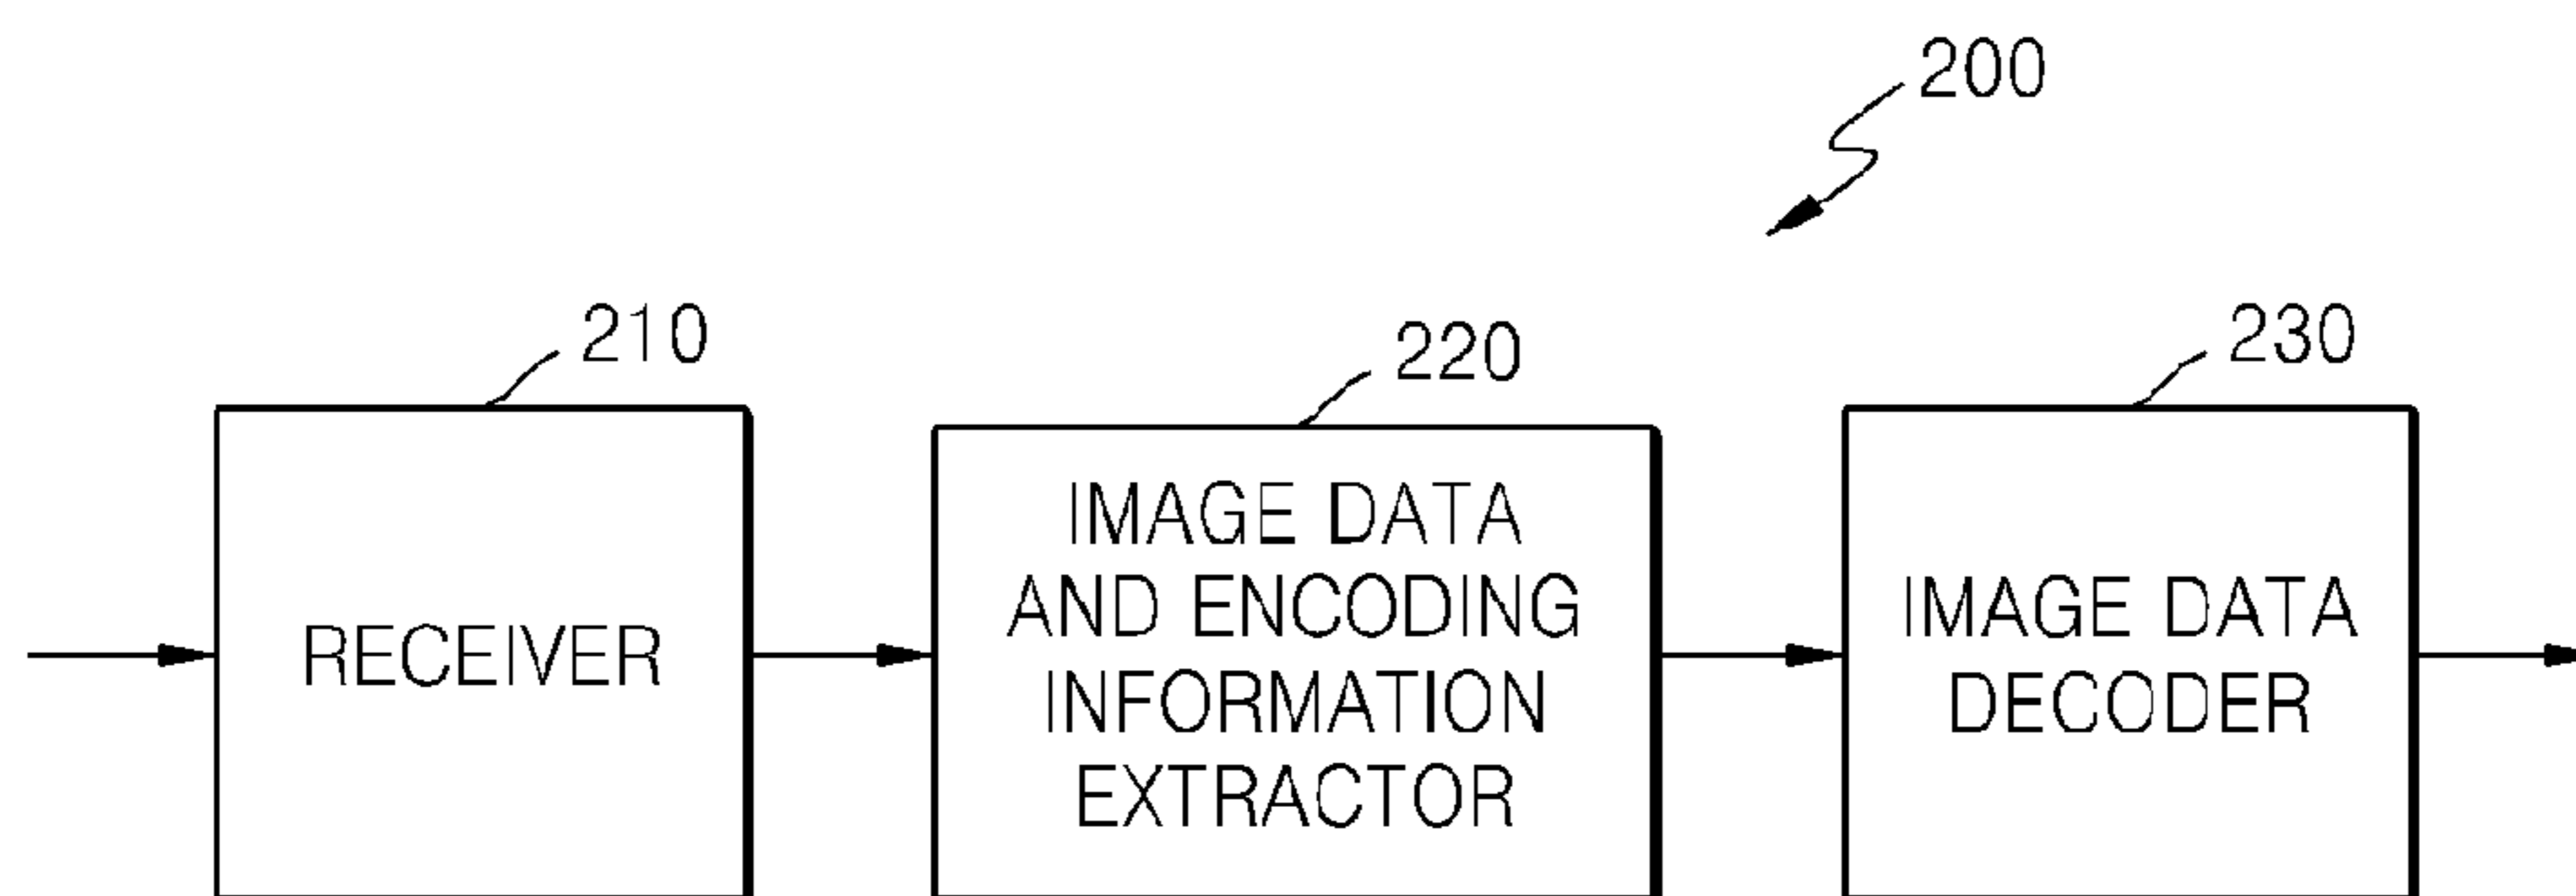 200
210
220
230
RECEIVER
IMAGE DATA
AND ENCODING
INFORMATION
EXTRACTOR
IMAGE DATA
DECODER